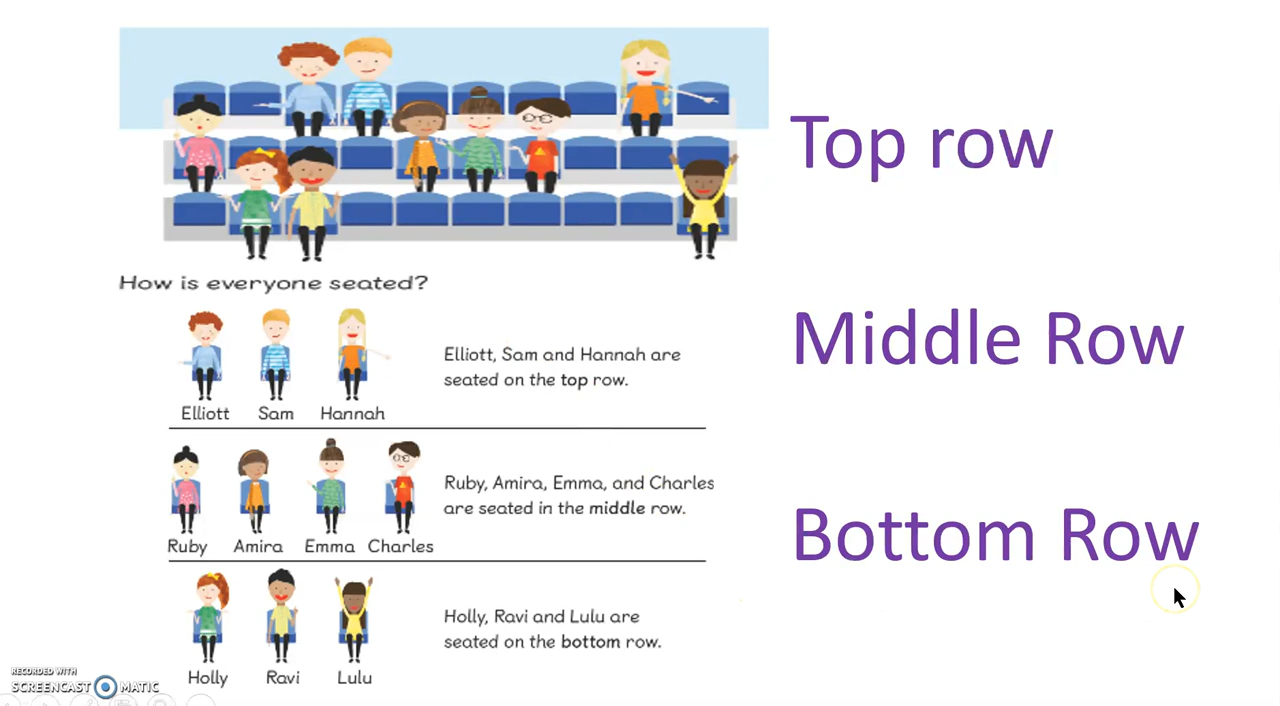 Top row
How is everyone seated?
Elliott, Sam and Hannah are
seated on the top row.
Elliott Sam Hannah
Middle Row
Ruby, Amira, Emma, and Charles
are seated in the middle row.
Ruby Amira Emma Charles
Bottom Row
Holly, Ravi and Lulu are
seated on the bottom row.
Holly Ravi Lulu
RECORDED WITH
SCREENCAST MATIC